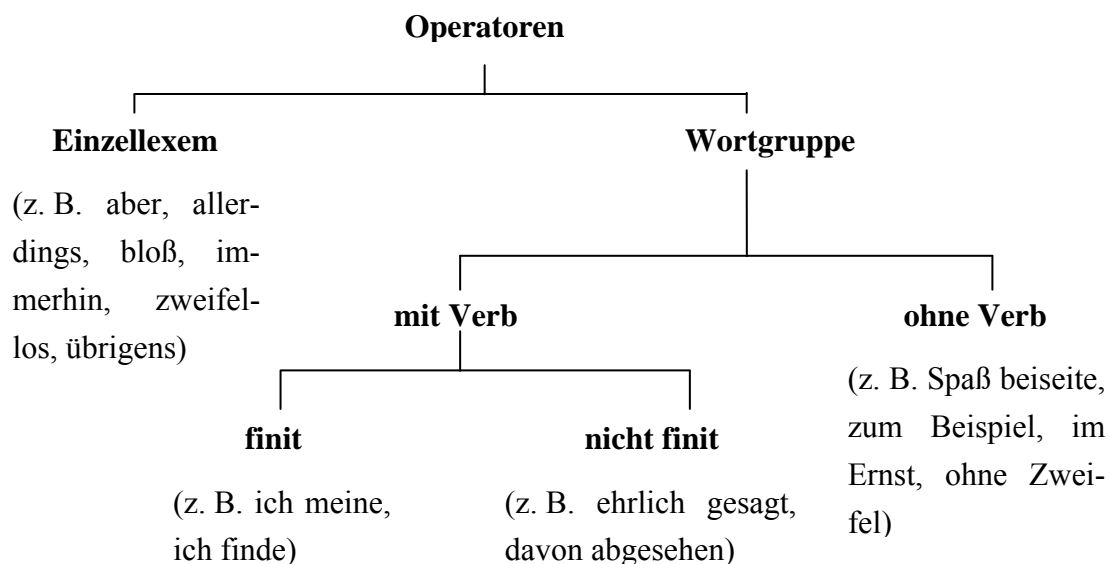 Operatoren
Einzellexem
(z. B. aber, aller-
dings, bloß, im-
merhin, zweifel-
los, übrigens)
Wortgruppe
mit Verb
finit
(z. B. ich meine,
ich finde)
nicht finit
(z. B. ehrlich gesagt,
davon abgesehen)
ohne Verb
(z. B. Spaß beiseite,
zum Beispiel, im
Ernst, ohne Zwei-
fel)